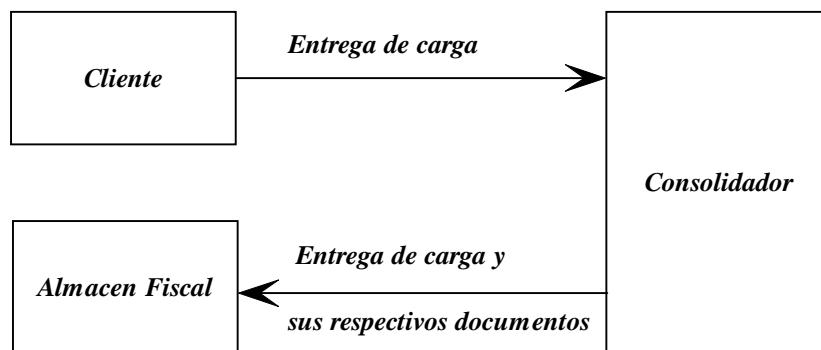 Entrega de carga
Cliente
Consolidador
Entrega de carga y
Almacen Fiscal
sus respectivos documentos